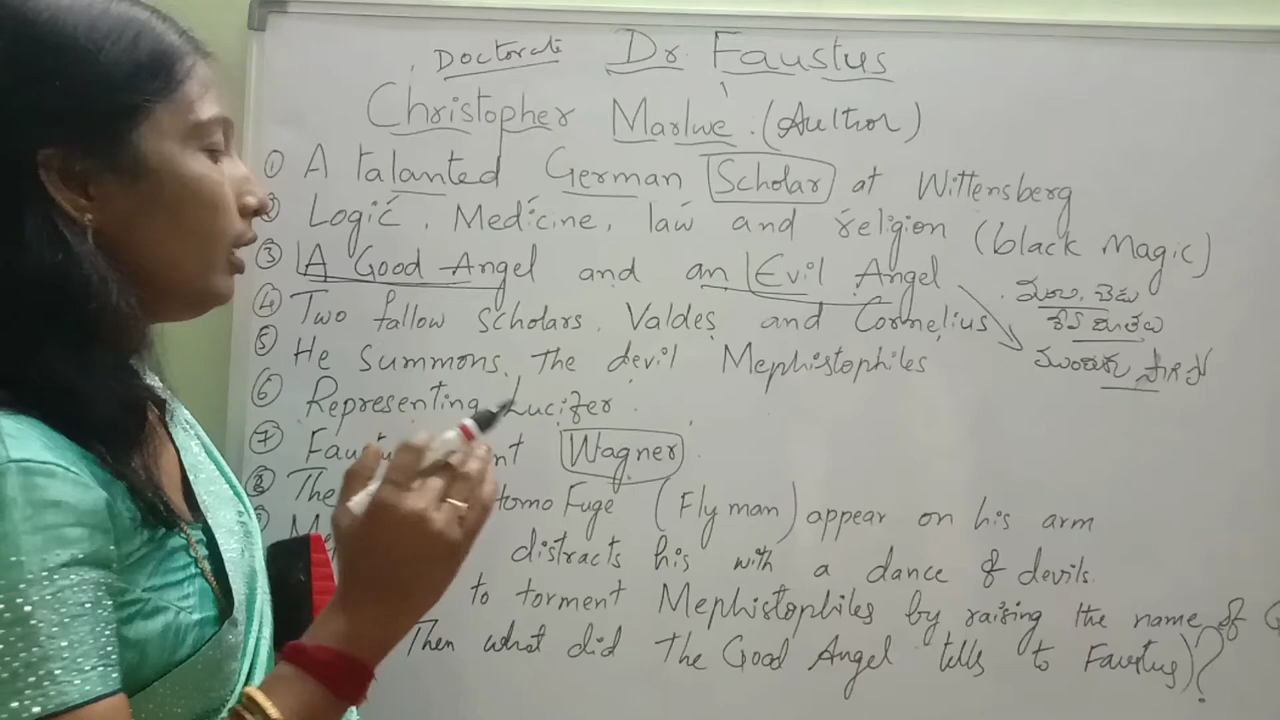 Doctorate Dr. Faustus
Christopher Marlwe. (Author)
① A talanted German Scholar at Wittensberg
② Logic, Medicine, law and religion (black Magic)
③ A Good Angel and an Evil Angel
④ Two fallow Scholars. Valdes and Cornelius
⑤ He Summons. The devil Mephistophiles
⑥ Representing Lucifer.
⑦ Wagner
⑧ The Homo Fuge (Fly man) appear on his arm
distracts his with a dance of devils.
to torment Mephistophiles by raising the name of G
Then what did The Good Angel tells to Faustus)?